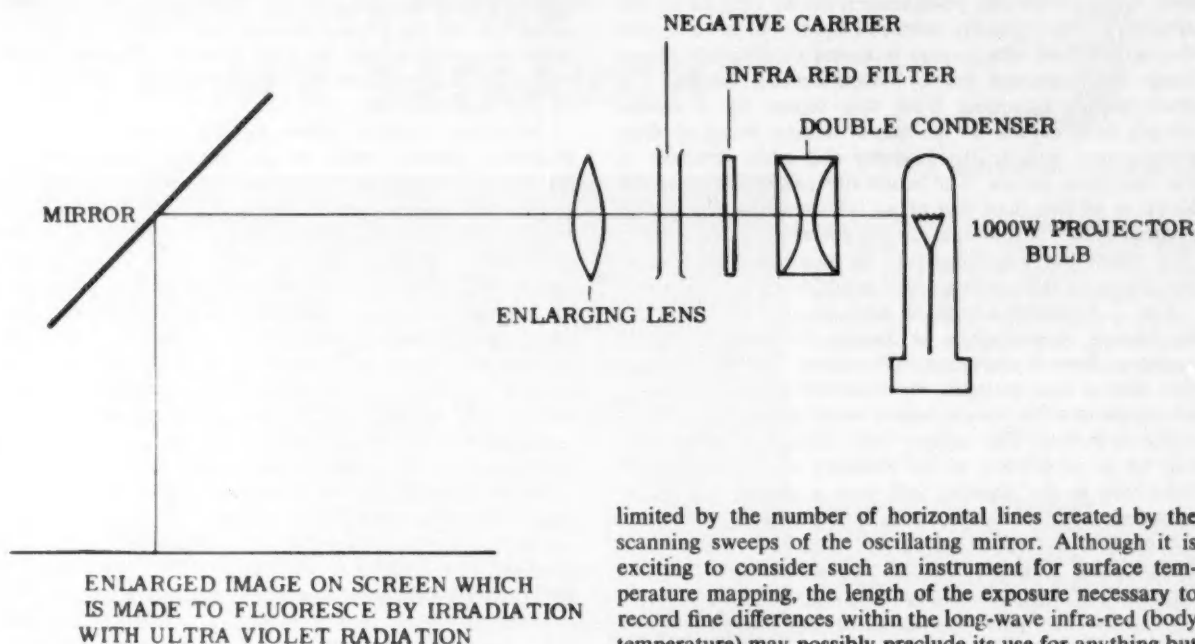 NEGATIVE CARRIER
INFRA RED FILTER
DOUBLE CONDENSER
MIRROR
1000W PROJECTOR
BULB
ENLARGING LENS
ENLARGED IMAGE ON SCREEN WHICH
IS MADE TO FLUORESCE BY IRRADIATION
WITH ULTRA VIOLET RADIATION
limited by the number of horizontal lines created by the
scanning sweeps of the oscillating mirror. Although it is
exciting to consider such an instrument for surface tem-
perature mapping, the length of the exposure necessary to
record fine differences within the long-wave infra-red (body
temperature) may possibly preclude its use for anything but